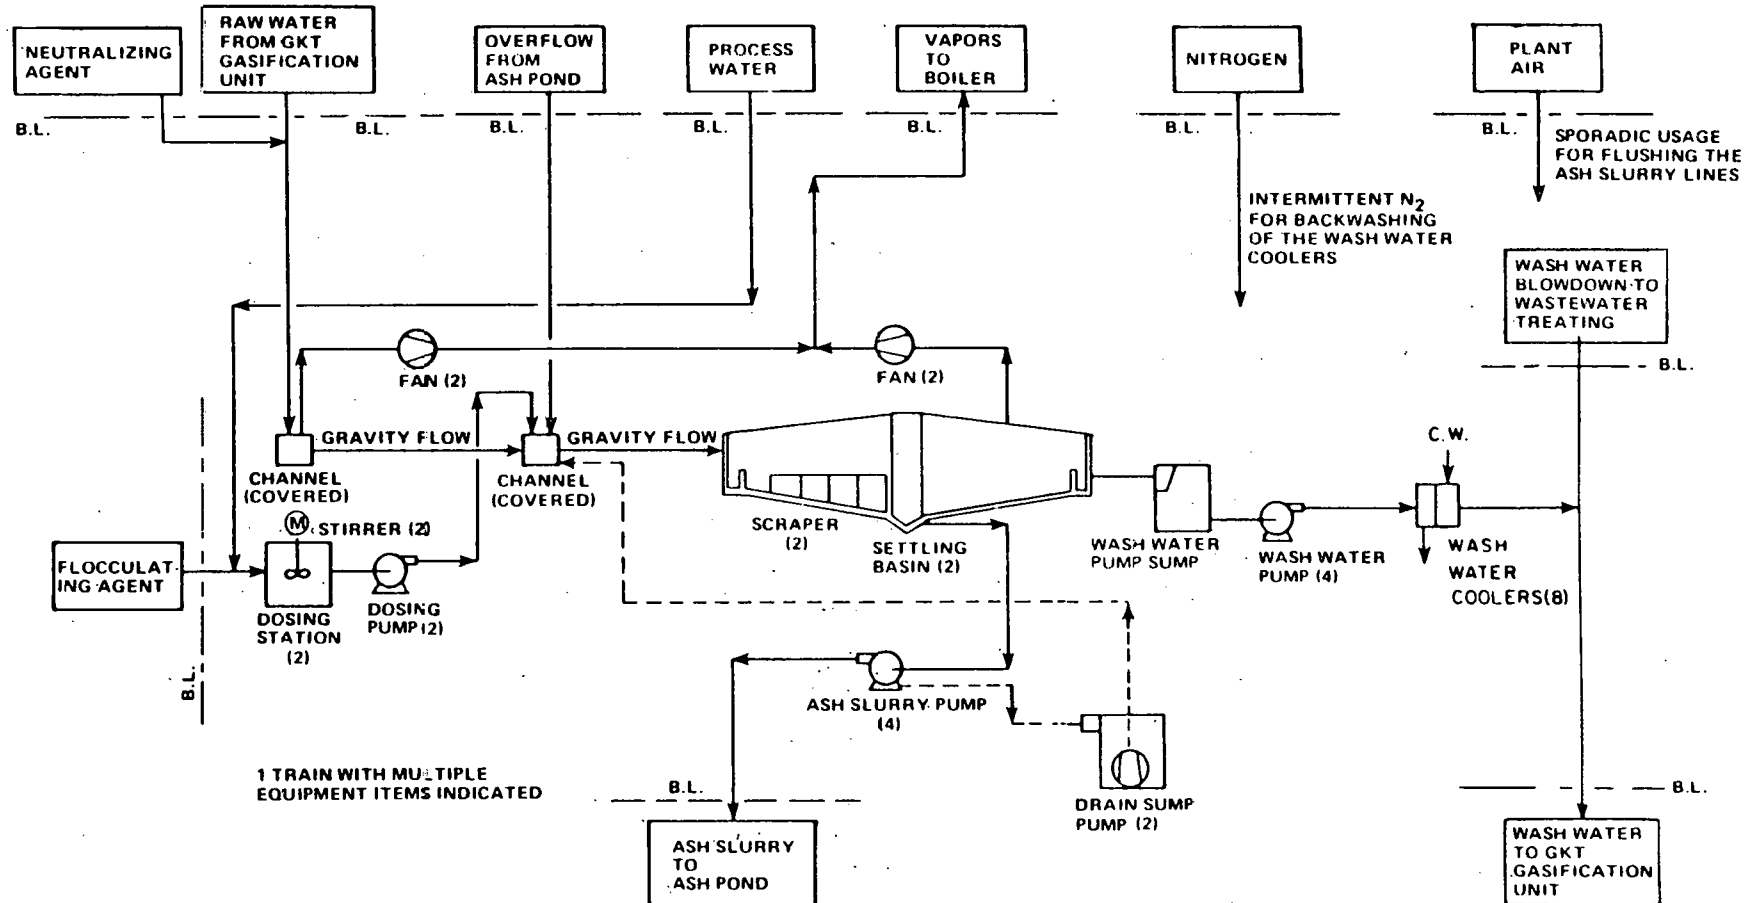 NEUTRALIZING
AGENT
RAW WATER
FROM GKT
GASIFICATION
UNIT
OVERFLOW
FROM
ASH POND
PROCESS
WATER
VAPORS
TO
BOILER
NITROGEN
PLANT
AIR
B.L.
B.L.
B.L.
B.L.
B.L.
B.L.
B.L.
SPORADIC USAGE
FOR FLUSHING THE
ASH SLURRY LINES
INTERMITTENT N2
FOR BACKWASHING
OF THE WASH WATER
COOLERS
WASH WATER
BLOWDOWN TO
WASTEWATER
TREATING
B.L.
FAN (2)
FAN (2)
GRAVITY FLOW
GRAVITY FLOW
CHANNEL
(COVERED)
CHANNEL
(COVERED)
C.W.
M
STIRRER (2)
SCRAPER
(2)
SETTLING
BASIN (2)
WASH WATER
PUMP SUMP
WASH WATER
PUMP (4)
WASH
WATER
COOLERS(8)
FLOCCULAT-
ING AGENT
DOSING
STATION
(2)
DOSING
PUMP (2)
B.L.
ASH SLURRY PUMP
(4)
DRAIN SUMP
PUMP (2)
1 TRAIN WITH MULTIPLE
EQUIPMENT ITEMS INDICATED
B.L.
B.L.
ASH SLURRY
TO
ASH POND
WASH WATER
TO GKT
GASIFICATION
UNIT